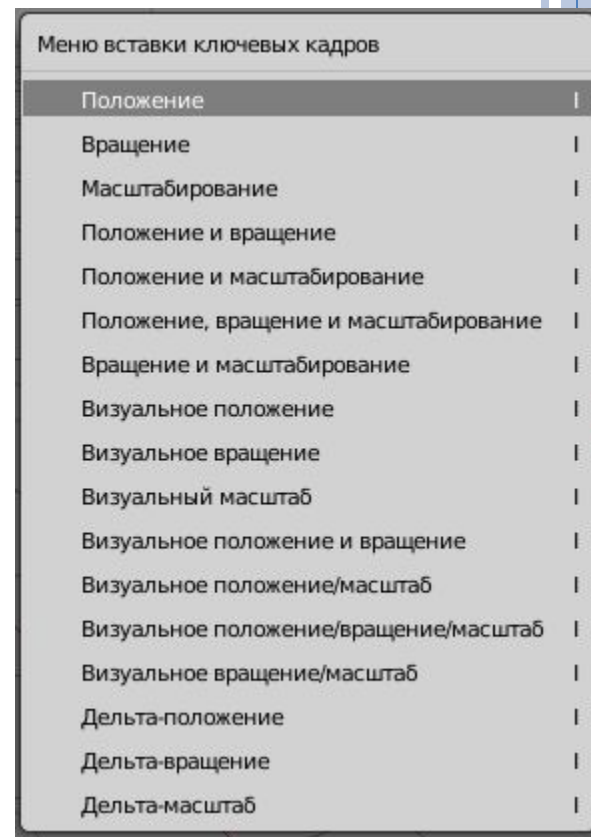 Меню вставки ключевых кадров
Положение I
Вращение I
Масштабирование I
Положение и вращение I
Положение и масштабирование I
Положение, вращение и масштабирование I
Вращение и масштабирование I
Визуальное положение I
Визуальное вращение I
Визуальный масштаб I
Визуальное положение и вращение I
Визуальное положение/масштаб I
Визуальное положение/вращение/масштаб I
Визуальное вращение/масштаб I
Дельта-положение I
Дельта-вращение I
Дельта-масштаб I